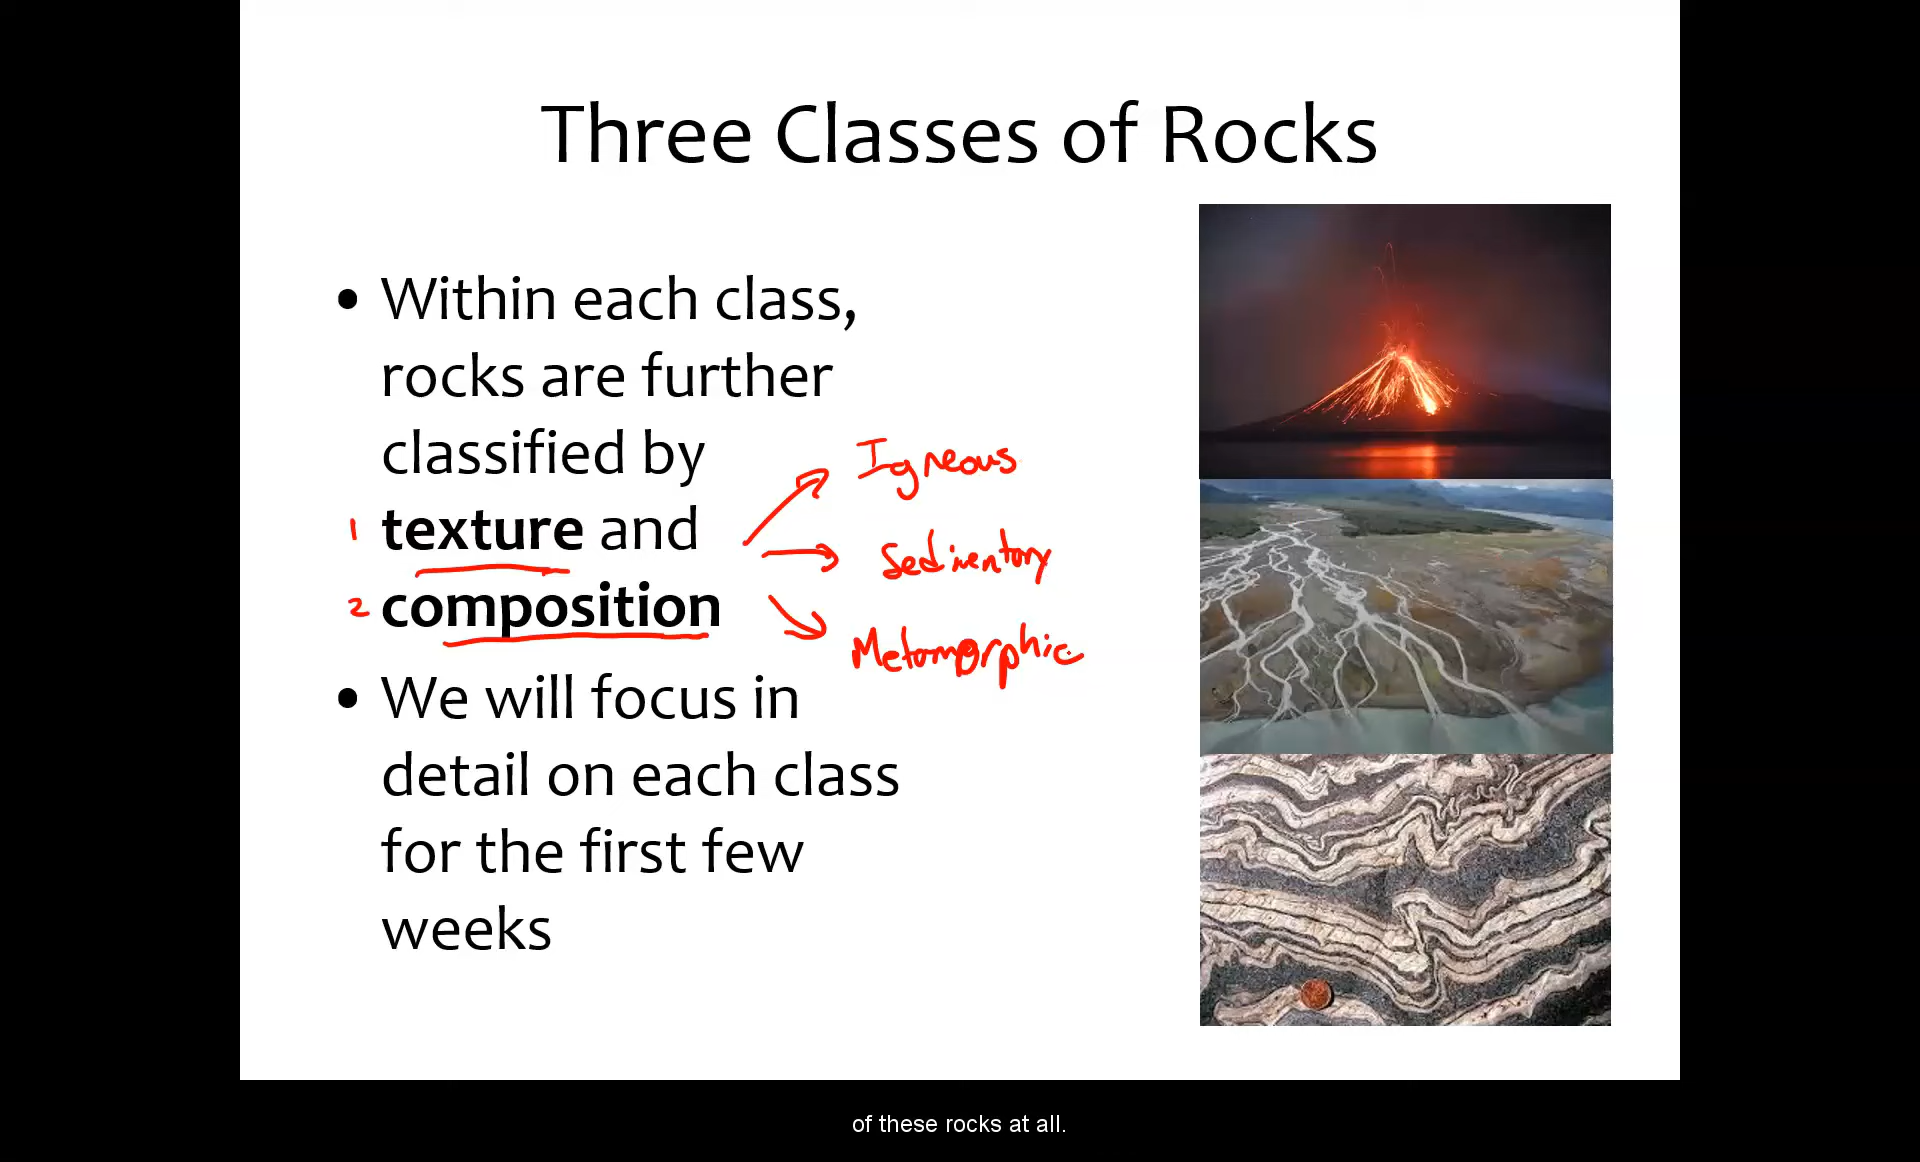 Three Classes of Rocks
• Within each class,
rocks are further
classified by
1 texture and
2 composition
Igneous
Sedimentory
Metamorphic
• We will focus in
detail on each class
for the first few
weeks
of these rocks at all.